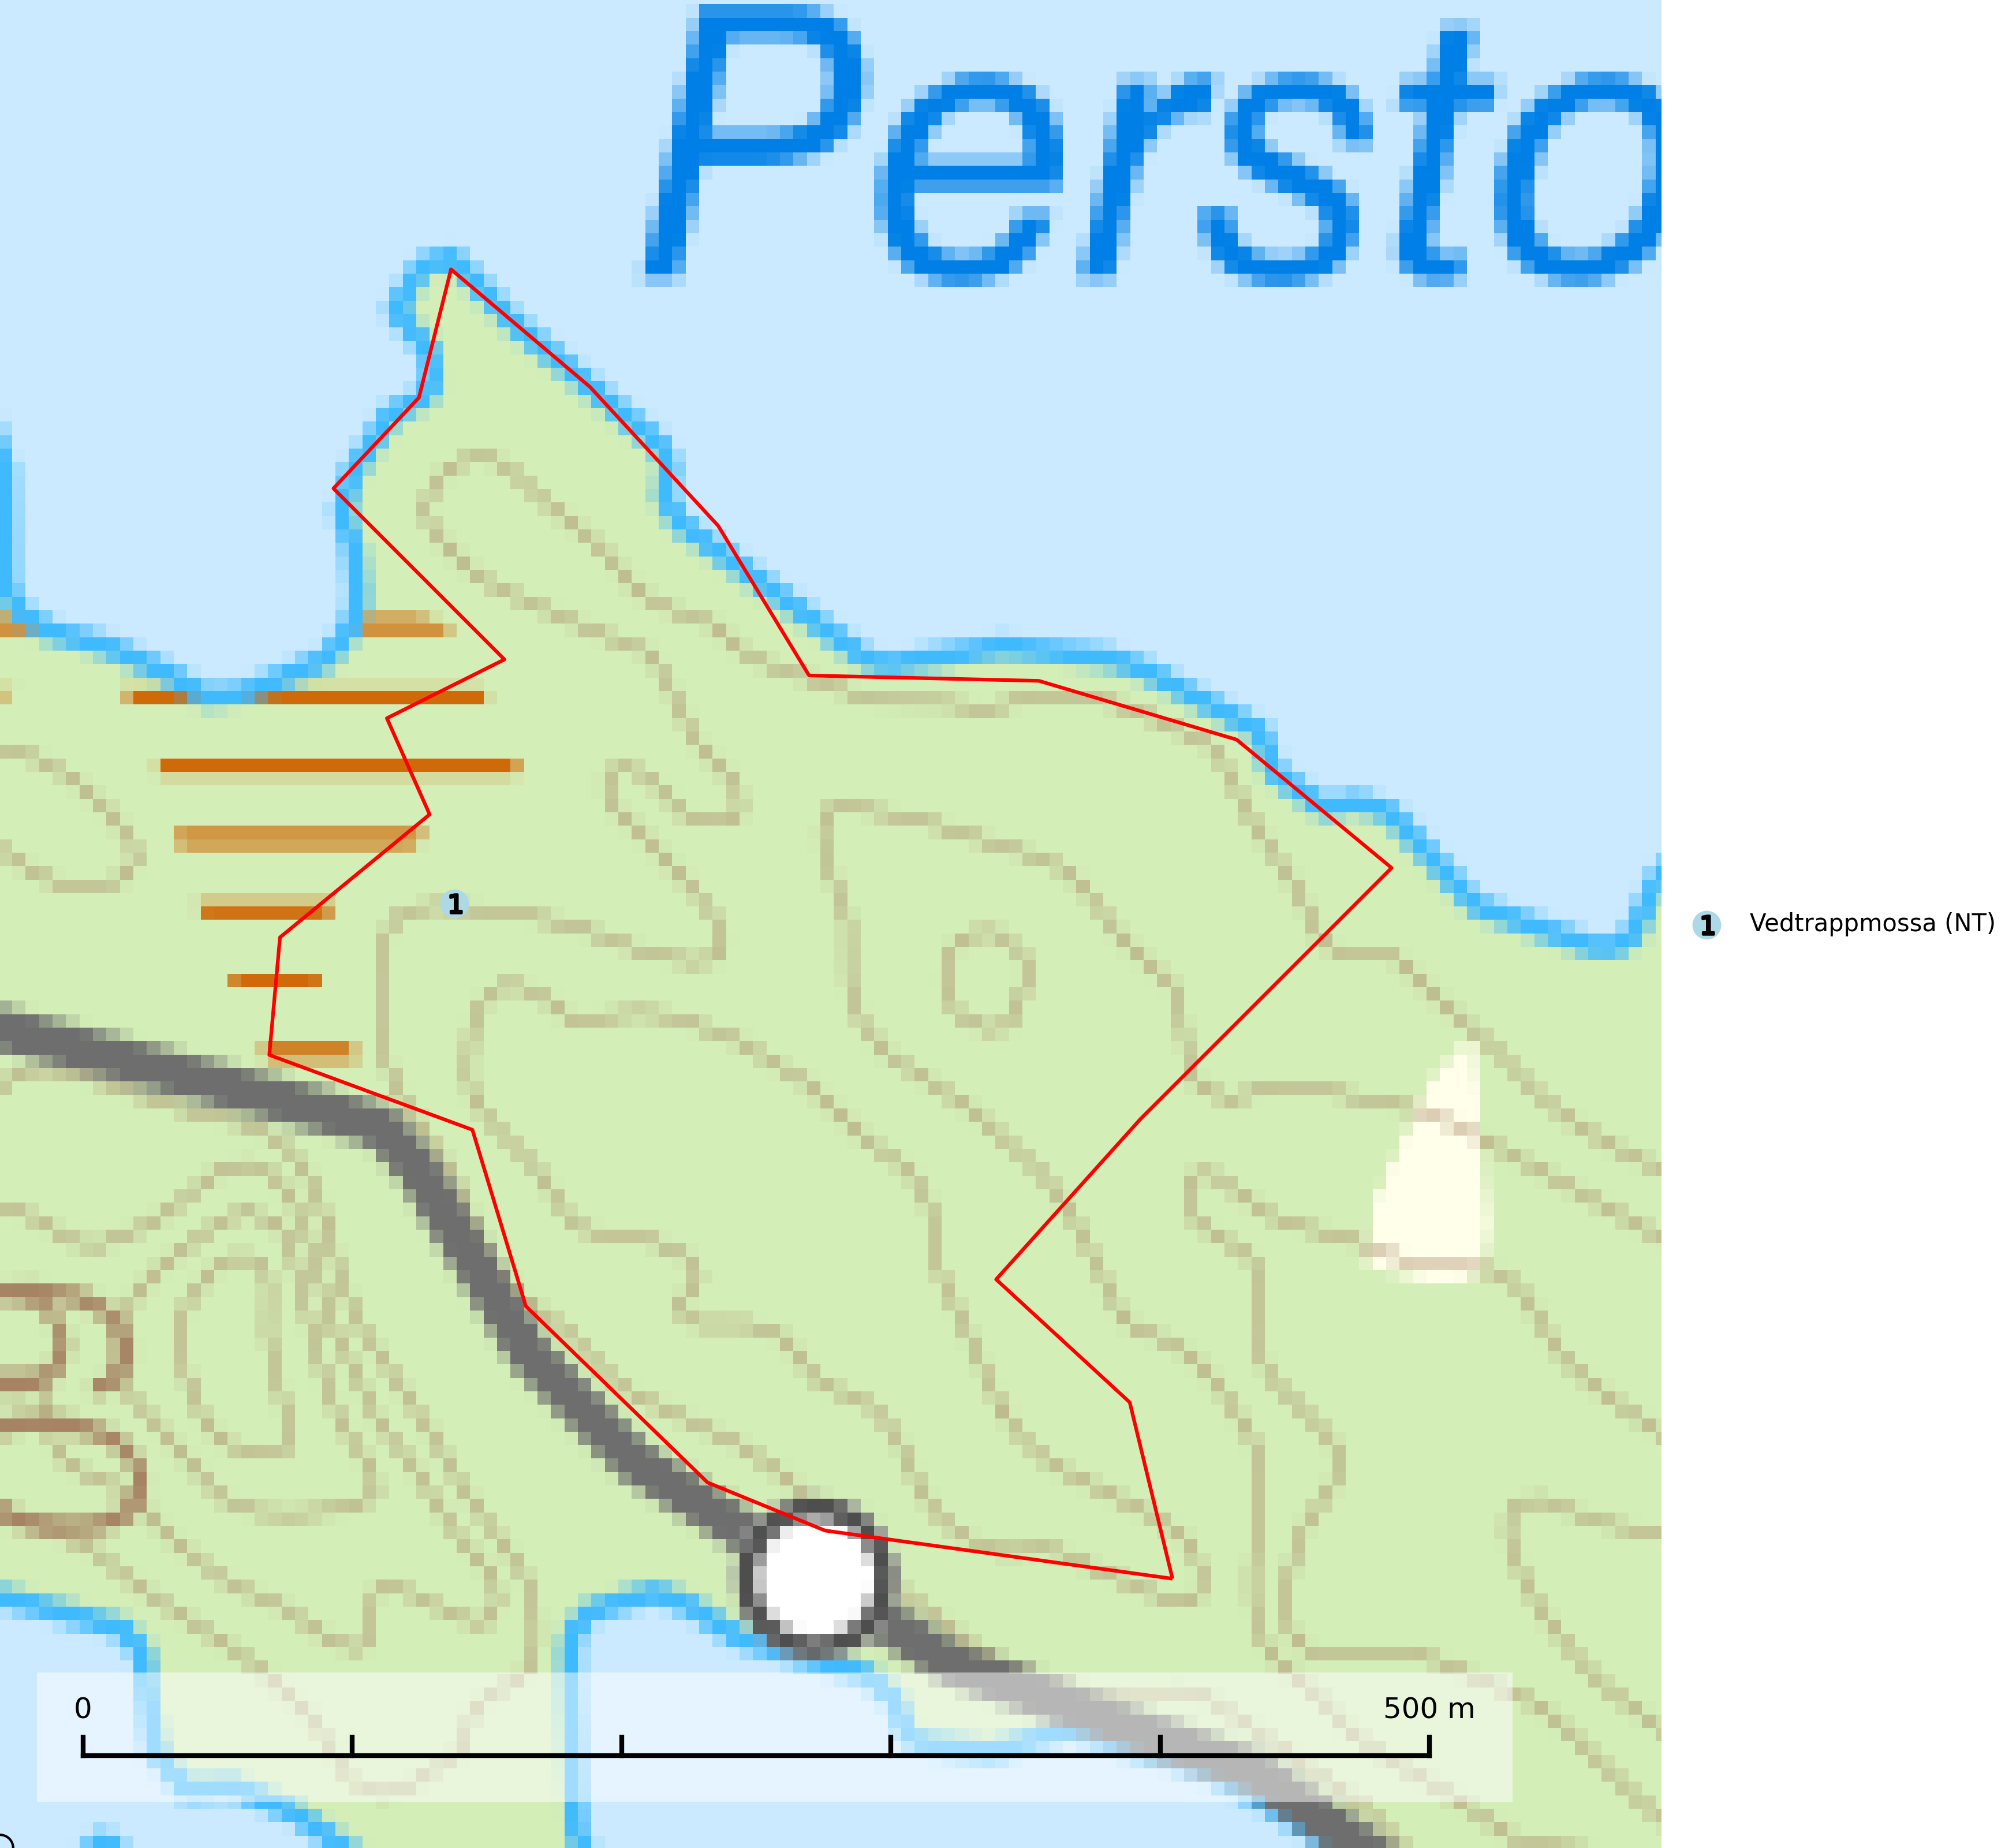 Persto
1
1 Vedtrappmossa (NT)
0 500 m